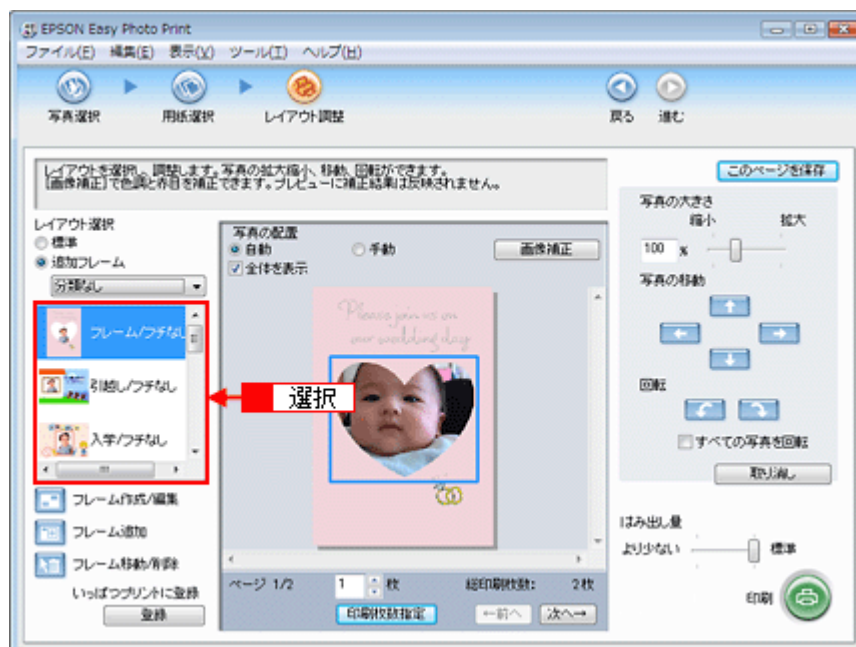 EPSON Easy Photo Print
ファイル(F) 編集(E) 表示(V) ツール(T) ヘルプ(H)
写真選択 用紙選択 レイアウト調整 戻る 進む
レイアウトを選択し、調整します。写真の拡大縮小、移動、回転ができます。
[画像補正]で色調と赤目を補正できます。プレビューに補正結果は反映されません。
このページを保存
レイアウト選択
標準
追加フレーム
分類なし
フレーム/フチなし
引越し/フチなし
入学/フチなし
フレーム作成/編集
フレーム追加
フレーム移動/削除
いっぱつプリントに登録
登録
写真の配置
自動 手動 画像補正
全体を表示
Please join us on
our wedding day
選択
ページ 1/2 1 枚 総印刷枚数: 2枚
印刷枚数指定 ←前へ 次へ→
写真の大きさ
縮小 拡大
100 %
写真の移動
回転
すべての写真を回転
取り消し
はみ出し量
より少ない 標準
印刷